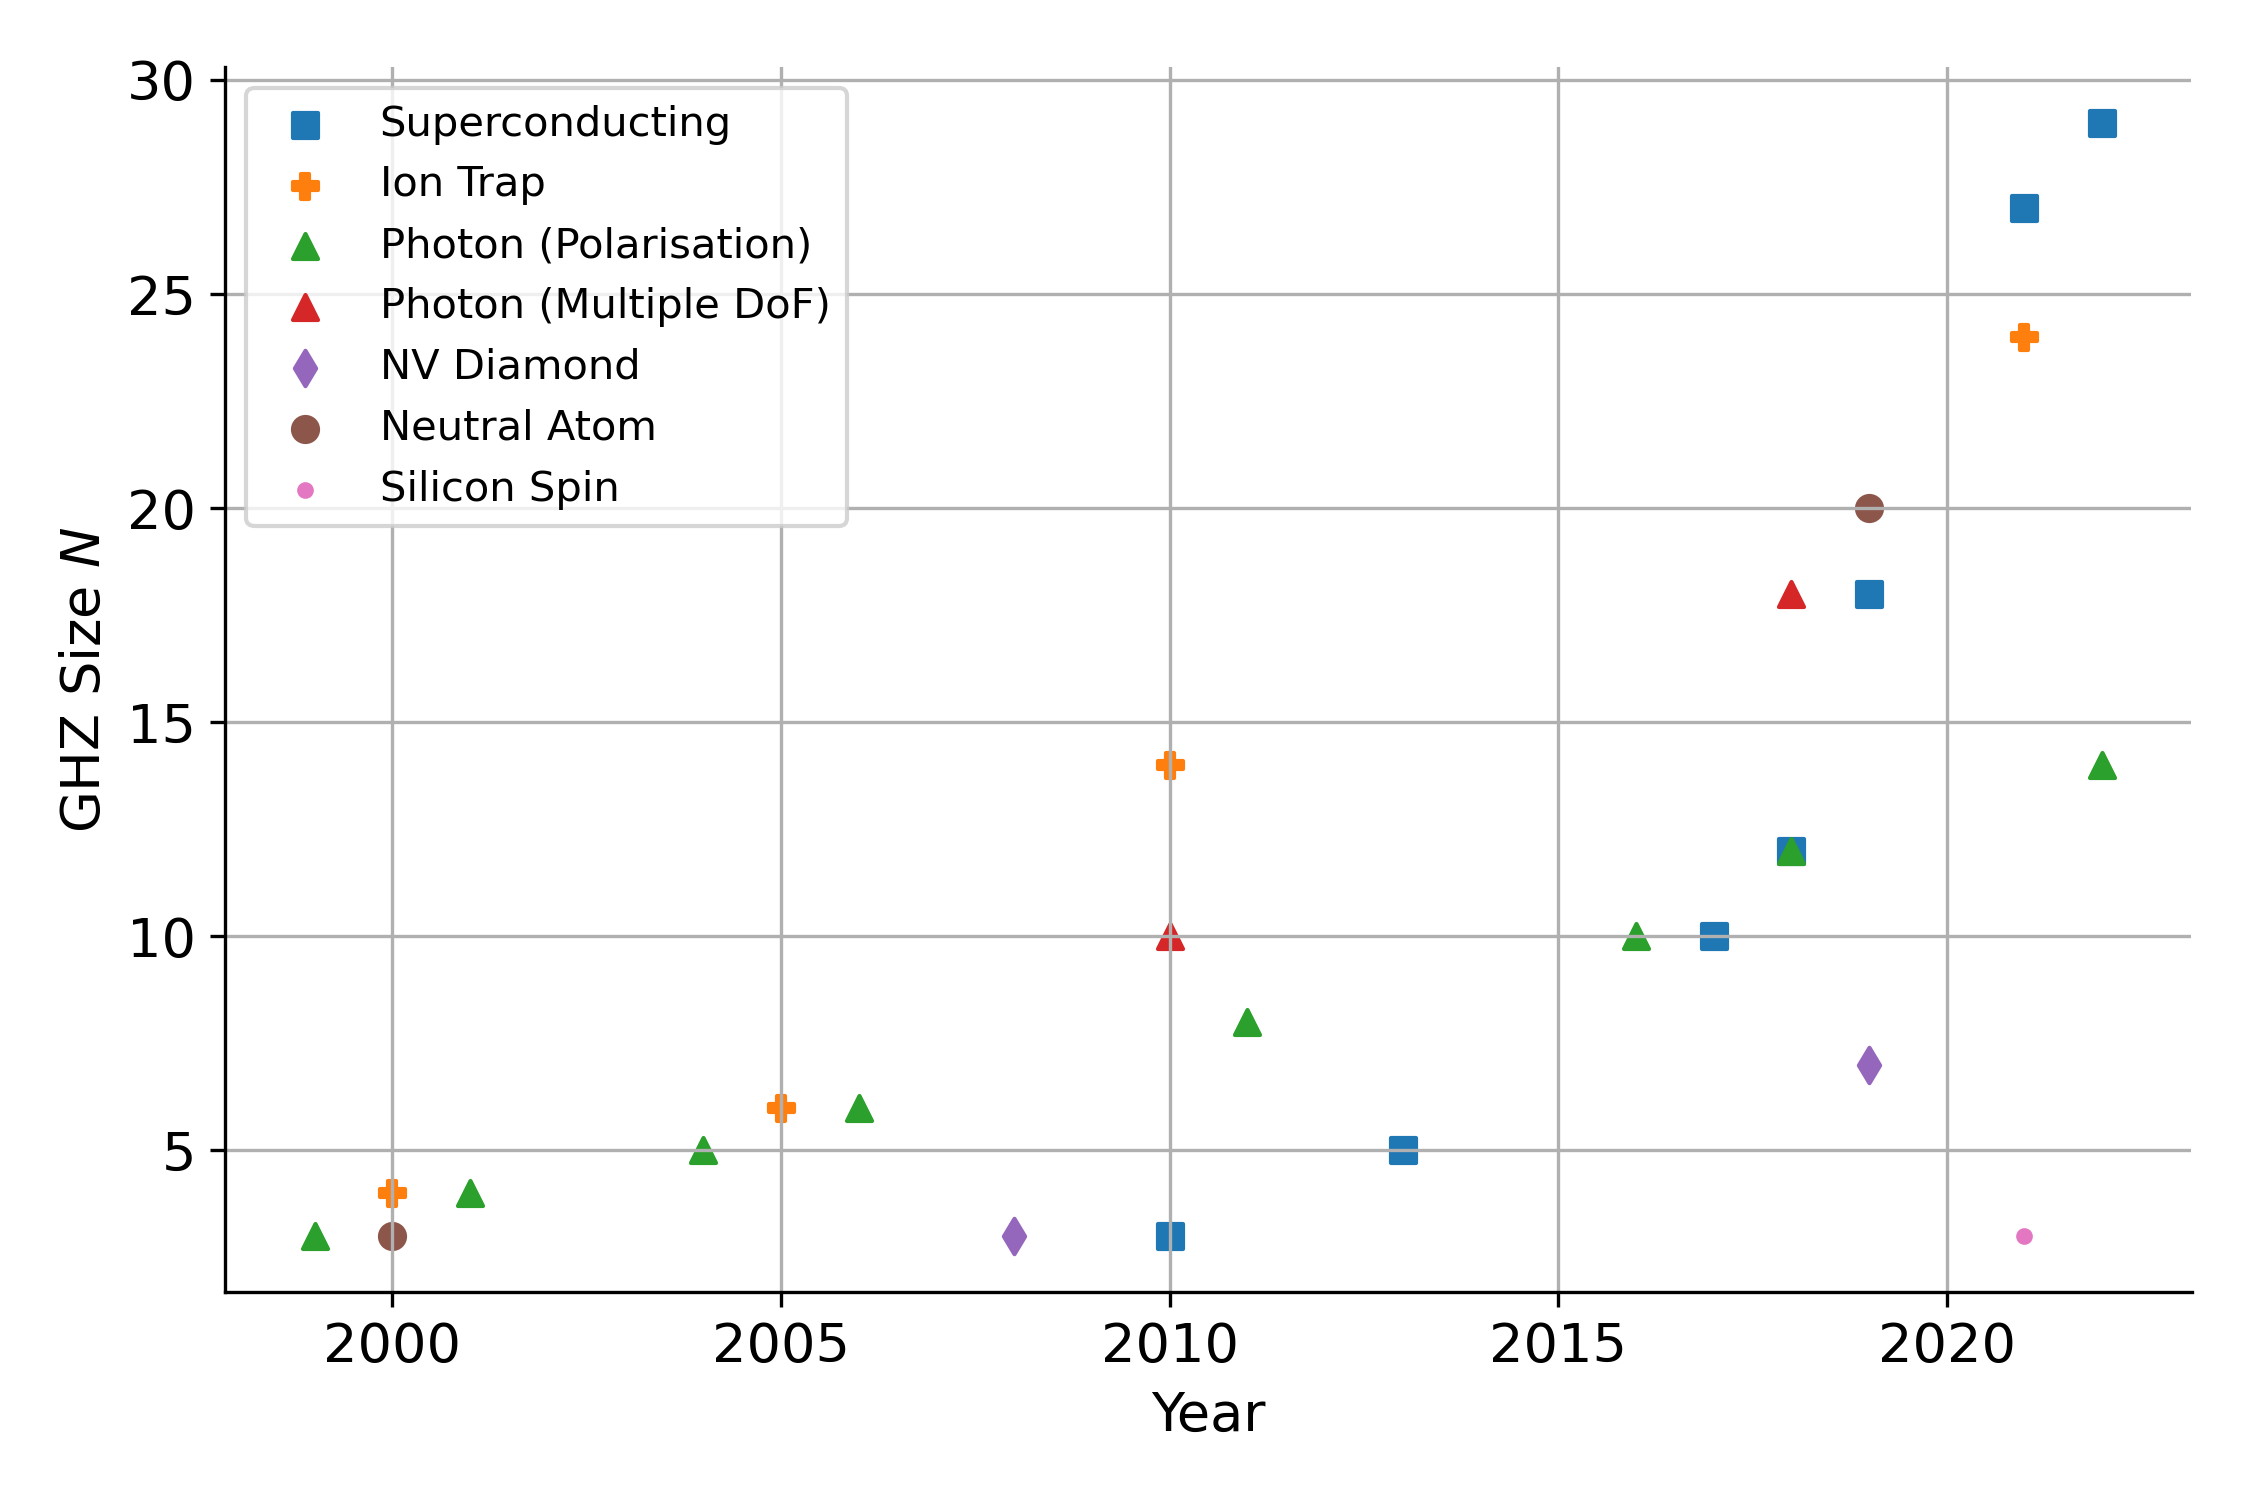 30
25
20
15
10
5
GHZ Size N
Superconducting
Ion Trap
Photon (Polarisation)
Photon (Multiple DoF)
NV Diamond
Neutral Atom
Silicon Spin
2000 2005 2010 2015 2020
Year